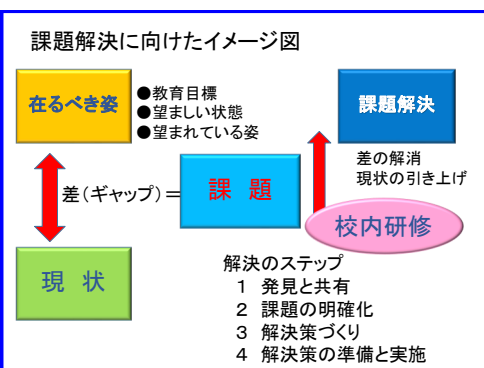 課題解決に向けたイメージ図
在るべき姿
●教育目標
●望ましい状態
●望まれている姿
課題解決
差の解消
現状の引き上げ
差(ギャップ)=
課 題
校内研修
現 状
解決のステップ
1 発見と共有
2 課題の明確化
3 解決策づくり
4 解決策の準備と実施